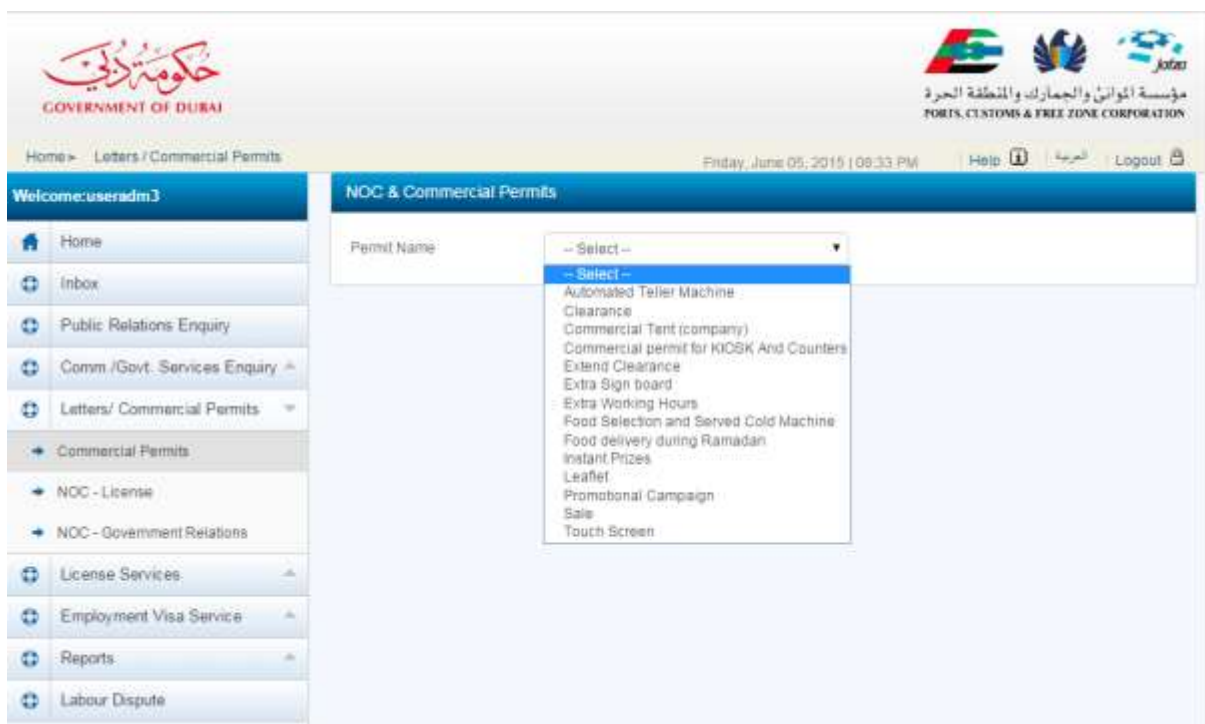 حكومة دبي
GOVERNMENT OF DUBAI
jafza
مؤسسة الموانئ والجمارك والمنطقة الحرة
PORTS, CUSTOMS & FREE ZONE CORPORATION
Home> Letters / Commercial Permits
Friday, June 05, 2015 | 08:33 PM
Help
العربية
Logout
Welcome:useradm3
Home
Inbox
Public Relations Enquiry
Comm./Govt. Services Enquiry
Letters/ Commercial Permits
Commercial Permits
NOC - License
NOC - Government Relations
License Services
Employment Visa Service
Reports
Labour Dispute
NOC & Commercial Permits
Permit Name
-- Select --
-- Select --
Automated Teller Machine
Clearance
Commercial Tent (company)
Commercial permit for KIOSK And Counters
Extend Clearance
Extra Sign board
Extra Working Hours
Food Selection and Served Cold Machine
Food delivery during Ramadan
Instant Prizes
Leaflet
Promotional Campaign
Sale
Touch Screen